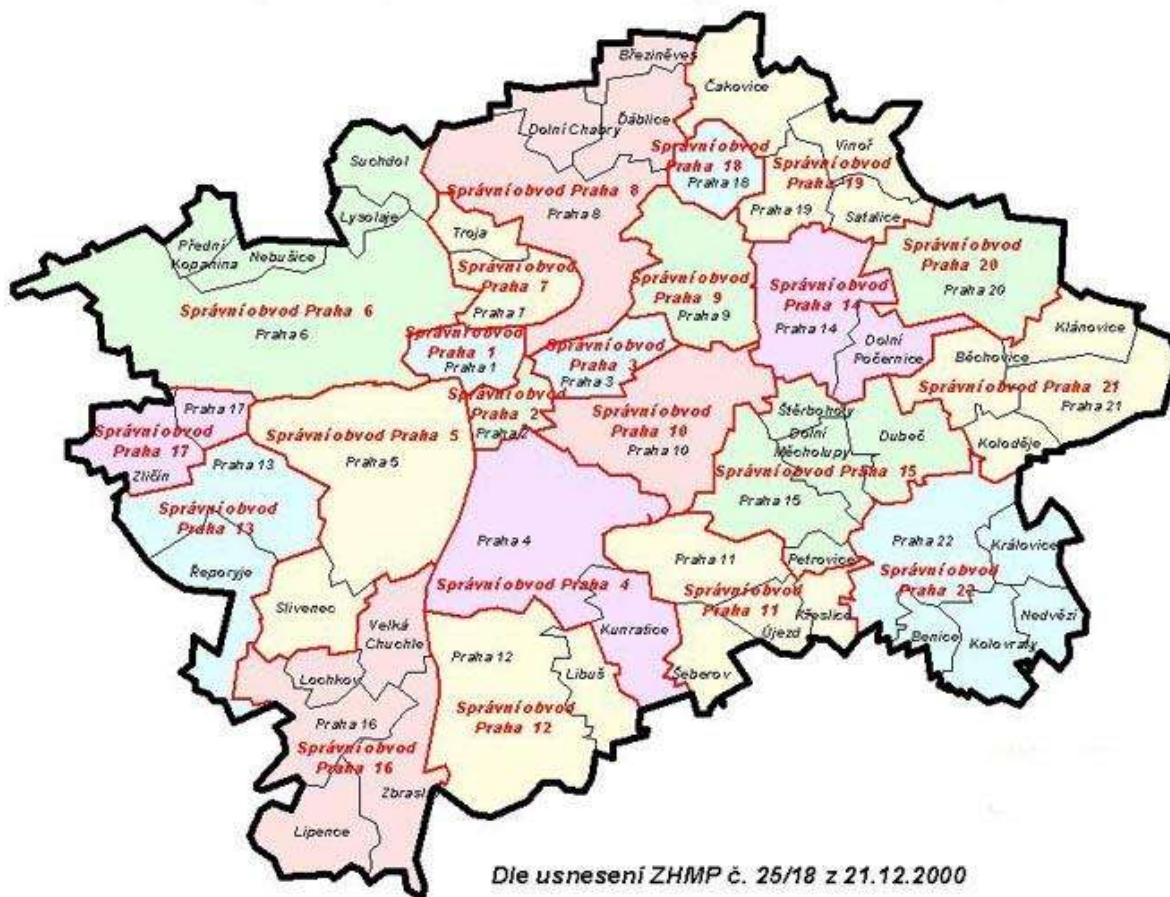 Březiněves
Čakovice
Ďáblice
Dolní Chabry
Vinoř
Suchdol
Správní obvod
Praha 18
Praha 18
Správní obvod
Praha 19
Praha 19
Satalice
Správní obvod Praha 8
Praha 8
Lysolaje
Troja
Přední
Kopanina
Nebušice
Správní obvod
Praha 7
Praha 7
Správní obvod
Praha 9
Praha 9
Správní obvod
Praha 14
Praha 14
Správní obvod
Praha 20
Praha 20
Správní obvod Praha 6
Praha 6
Klánovice
Dolní
Počernice
Běchovice
Správní obvod
Praha 1
Praha 1
Správní obvod
Praha 3
Praha 3
Správní obvod Praha 21
Praha 21
Koloděje
Praha 17
Správní obvod
Praha 17
Zličín
Správní obvod
Praha 2
Praha 2
Správní obvod Praha 5
Praha 5
Správní obvod
Praha 10
Praha 10
Štěrboholy
Dolní
Měcholupy
Dubeč
Správní obvod Praha 15
Praha 15
Petrovice
Praha 13
Správní obvod
Praha 13
Řeporyje
Praha 4
Správní obvod Praha 4
Kunratice
Praha 11
Správní obvod
Praha 11
Újezd
Křeslice
Šeberov
Praha 22
Správní obvod
Praha 22
Královice
Nedvězí
Benice
Kolovraty
Slivenec
Velká
Chuchle
Lochkov
Praha 12
Libuš
Správní obvod
Praha 12
Praha 16
Správní obvod
Praha 16
Zbraslav
Lipence
Dle usnesení ZHMP č. 25/18 z 21.12.2000